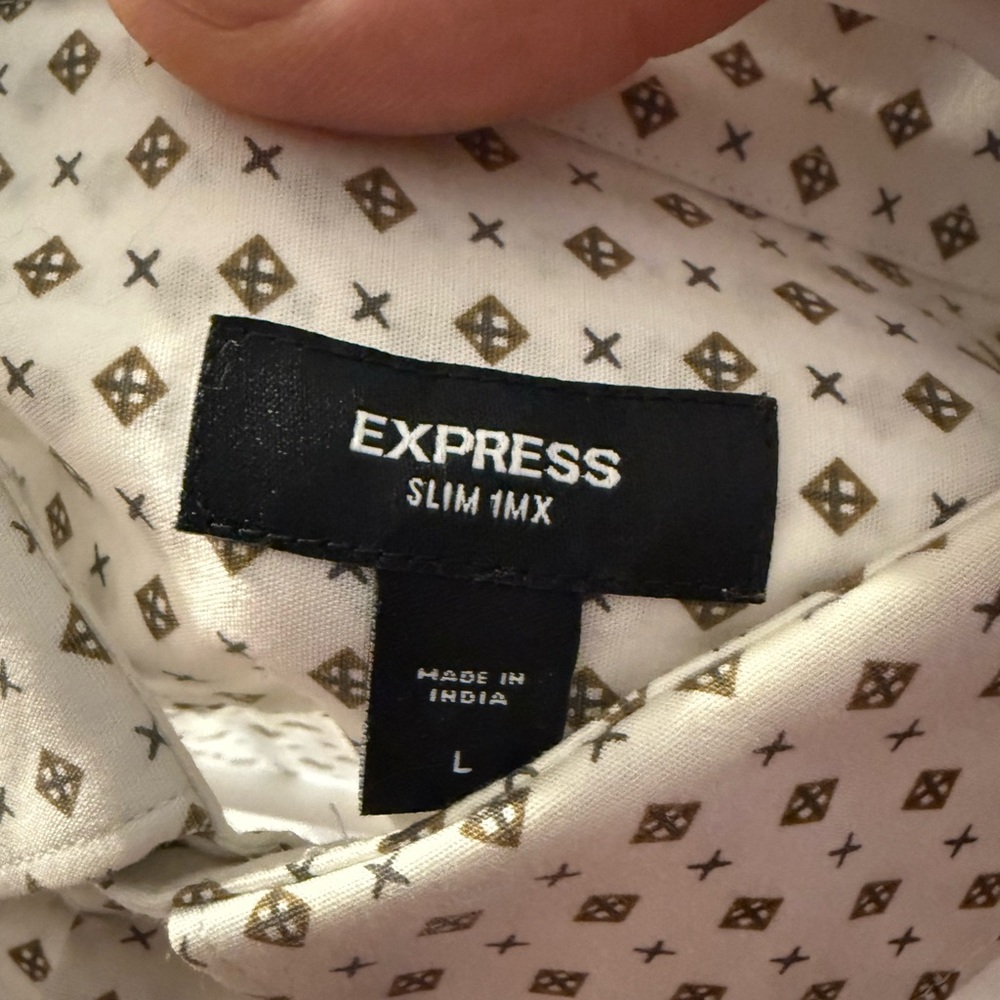 EXPRESS
SLIM 1MX
MADE IN
INDIA
L